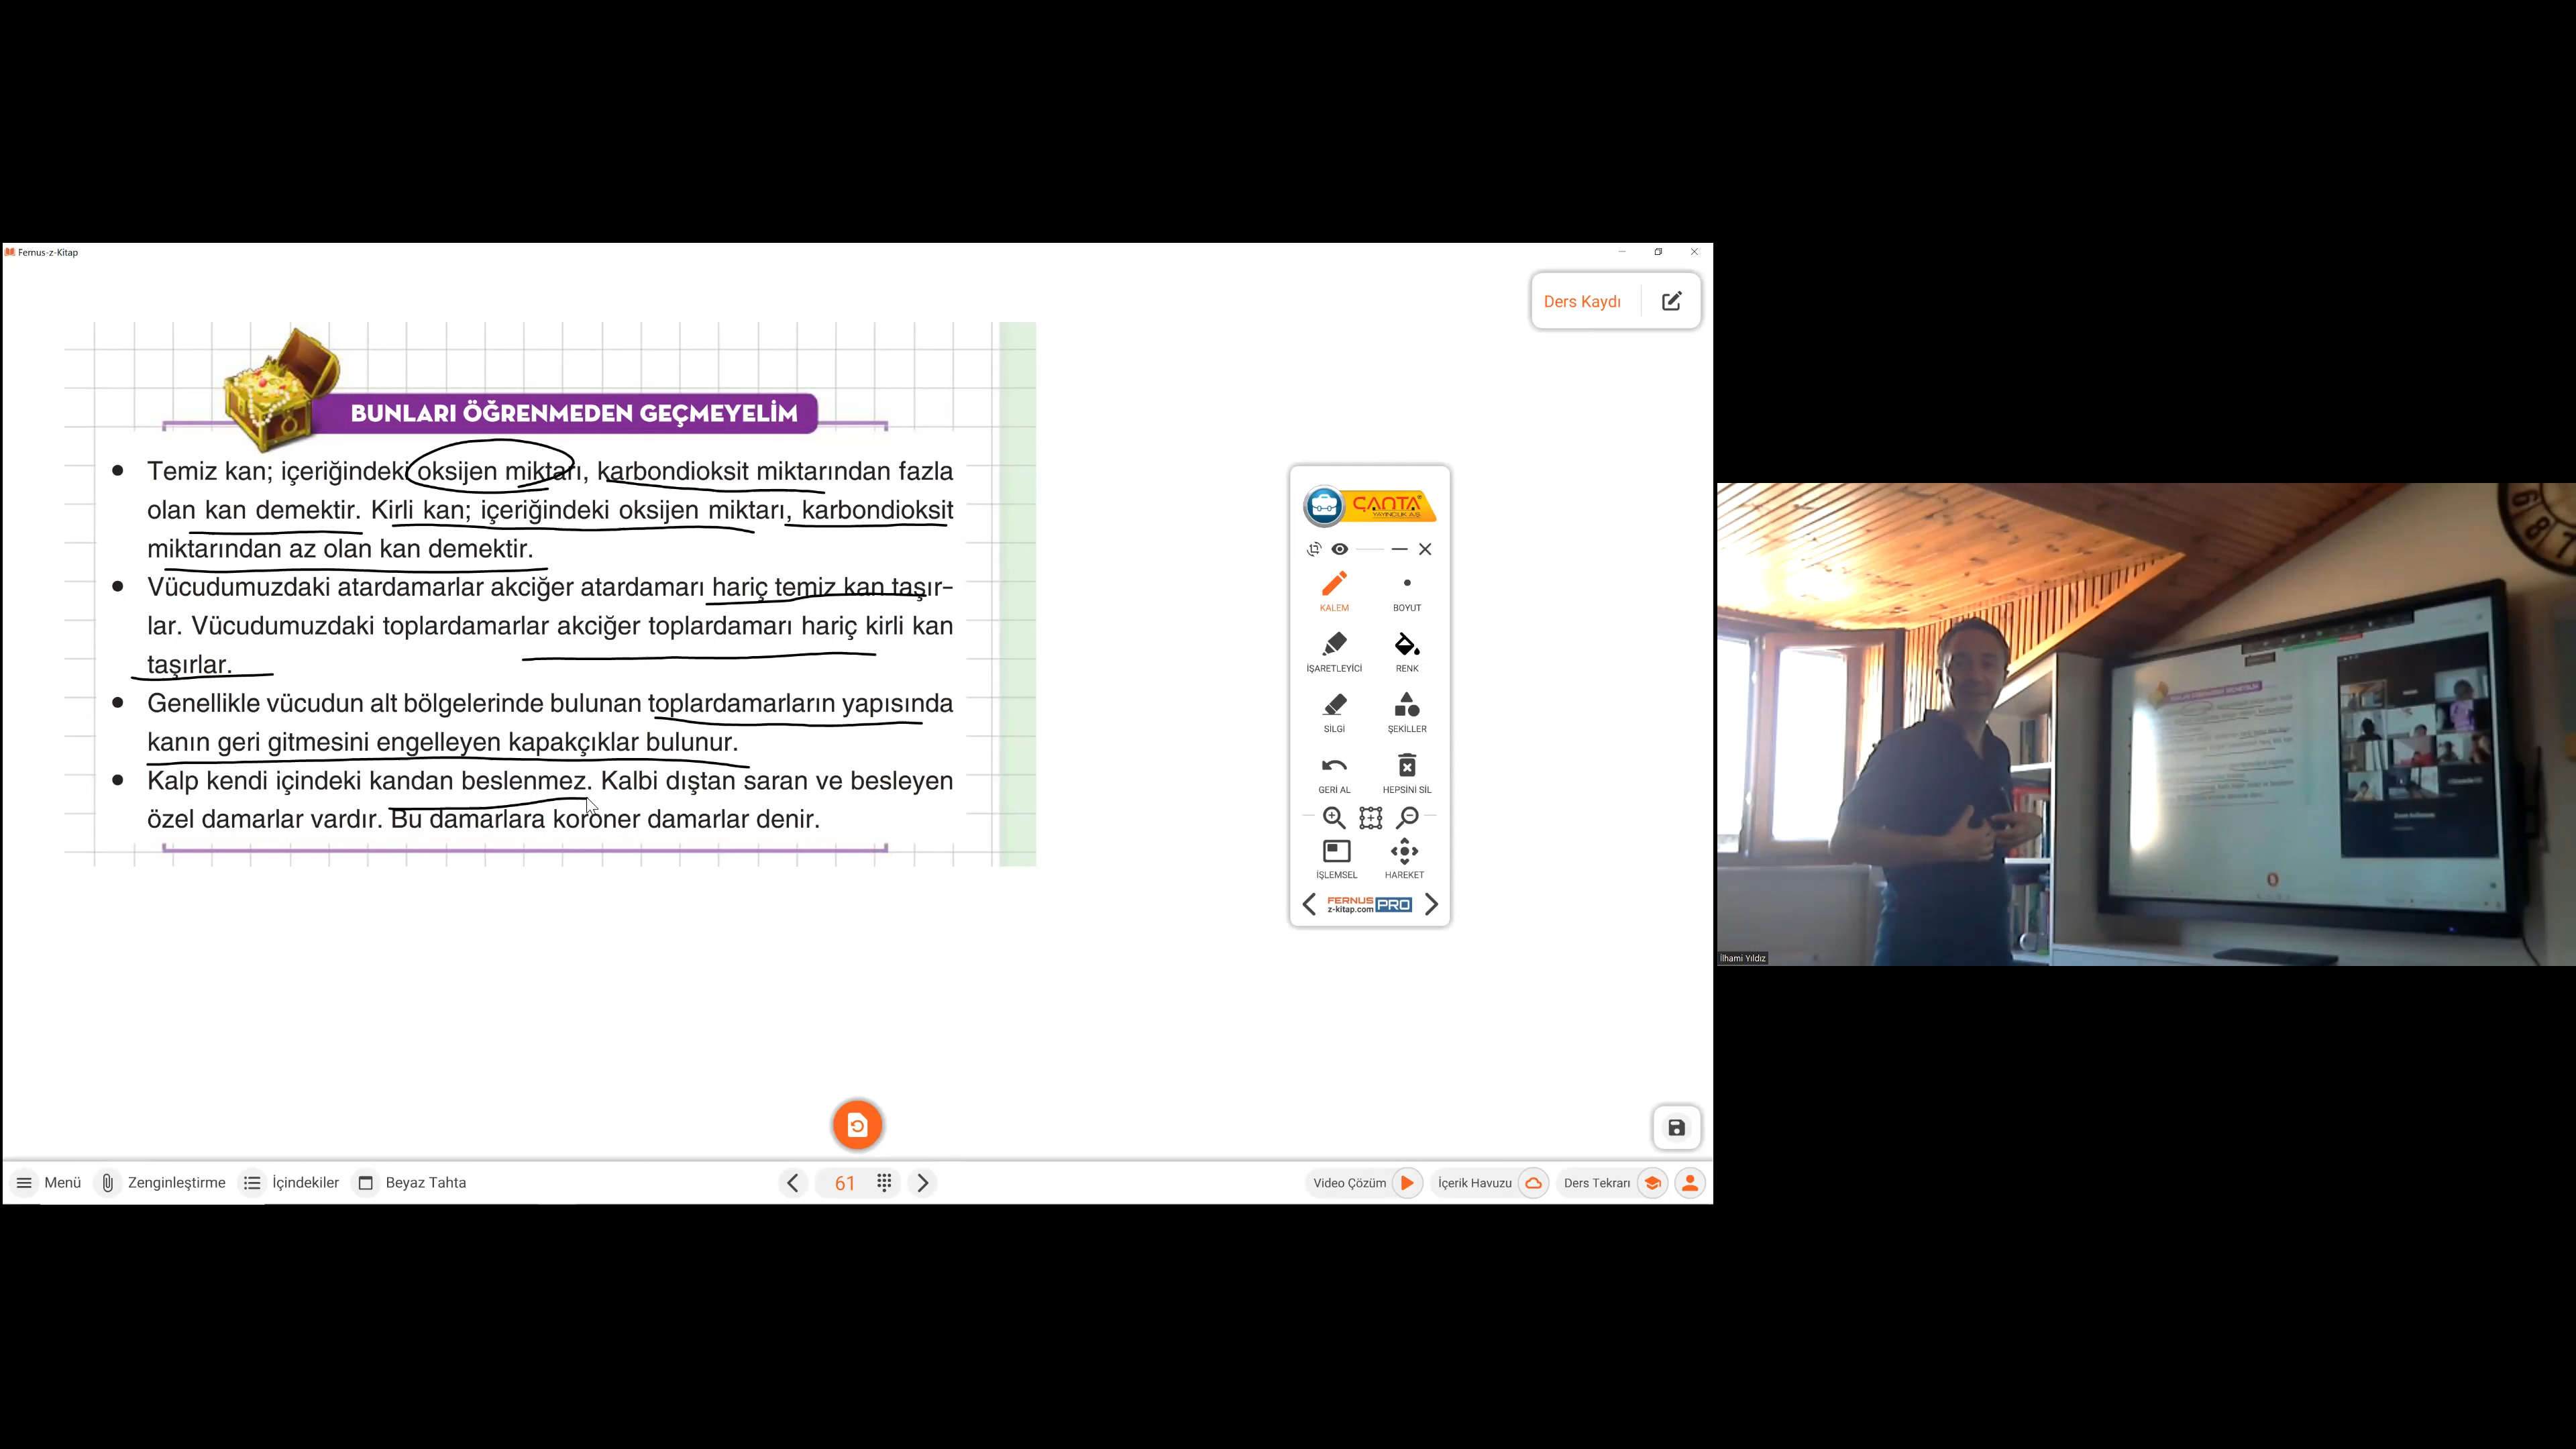 Fernus-z-Kitap
Ders Kaydı
BUNLARI ÖĞRENMEDEN GEÇMEYELİM
• Temiz kan; içeriğindeki oksijen miktarı, karbondioksit miktarından fazla
olan kan demektir. Kirli kan; içeriğindeki oksijen miktarı, karbondioksit
miktarından az olan kan demektir.
• Vücudumuzdaki atardamarlar akciğer atardamarı hariç temiz kan taşır-
lar. Vücudumuzdaki toplardamarlar akciğer toplardamarı hariç kirli kan
taşırlar.
• Genellikle vücudun alt bölgelerinde bulunan toplardamarların yapısında
kanın geri gitmesini engelleyen kapakçıklar bulunur.
• Kalp kendi içindeki kandan beslenmez. Kalbi dıştan saran ve besleyen
özel damarlar vardır. Bu damarlara koroner damarlar denir.
ÇANTA
YAYINCILIK A.Ş.
KALEM BOYUT
İŞARETLEYİCİ RENK
SİLGİ ŞEKİLLER
GERİ AL HEPSİNİ SİL
İŞLEMSEL HAREKET
FERNUS PRO
z-kitap.com
İlhami Yıldız
Menü Zenginleştirme İçindekiler Beyaz Tahta 61 Video Çözüm İçerik Havuzu Ders Tekrarı